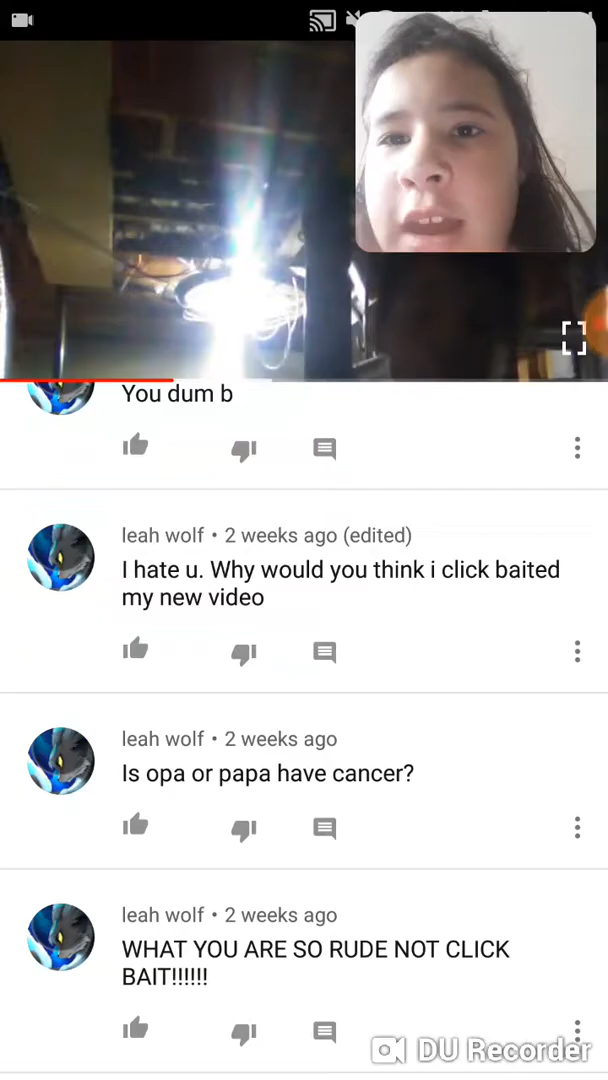 You dum b
leah wolf • 2 weeks ago (edited)
I hate u. Why would you think i click baited
my new video
leah wolf • 2 weeks ago
Is opa or papa have cancer?
leah wolf • 2 weeks ago
WHAT YOU ARE SO RUDE NOT CLICK
BAIT!!!!!!
DU Recorder